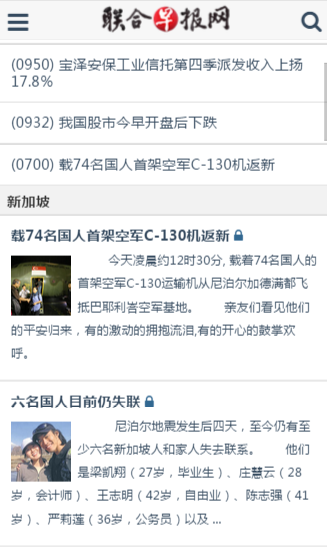 联合早报网
(0950) 宝泽安保工业信托第四季派发收入上扬
17.8%
(0932) 我国股市今早开盘后下跌
(0700) 载74名国人首架空军C-130机返新
新加坡
载74名国人首架空军C-130机返新
今天凌晨约12时30分, 载着74名国人的
首架空军C-130运输机从尼泊尔加德满都飞
抵巴耶利峇空军基地。 亲友们看见他们
的平安归来，有的激动的拥抱流泪,有的开心的鼓掌欢
呼。
六名国人目前仍失联
尼泊尔地震发生后四天，至今仍有至
少六名新加坡人和家人失去联系。 他们
是梁凯翔（27岁，毕业生）、庄慧云（28
岁，会计师）、王志明（42岁，自由业）、陈志强（41
岁）、严莉莲（36岁，公务员）以及 ...